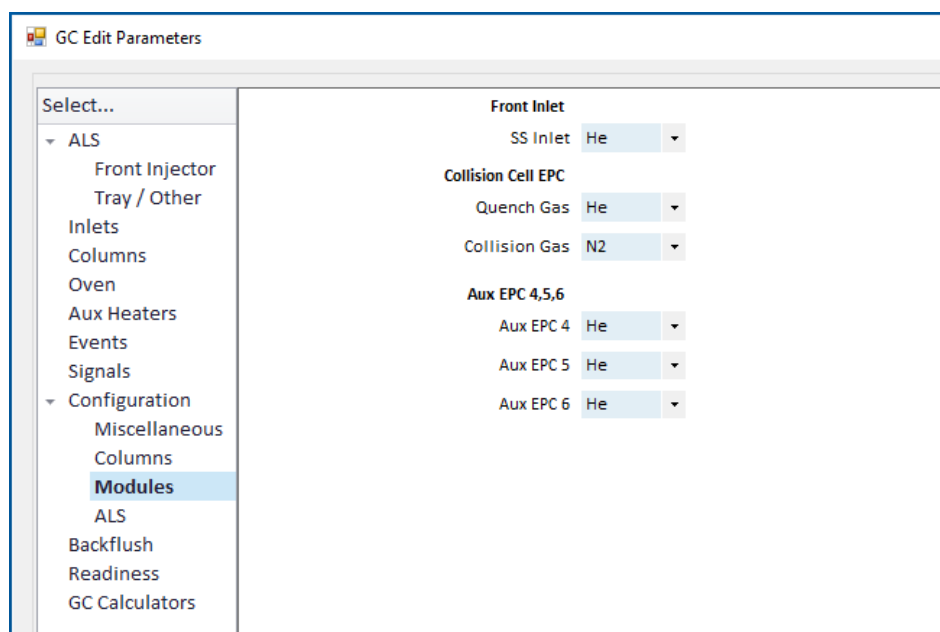 GC Edit Parameters
Select...
ALS
Front Injector
Tray / Other
Inlets
Columns
Oven
Aux Heaters
Events
Signals
Configuration
Miscellaneous
Columns
Modules
ALS
Backflush
Readiness
GC Calculators
Front Inlet
SS Inlet He
Collision Cell EPC
Quench Gas He
Collision Gas N2
Aux EPC 4,5,6
Aux EPC 4 He
Aux EPC 5 He
Aux EPC 6 He